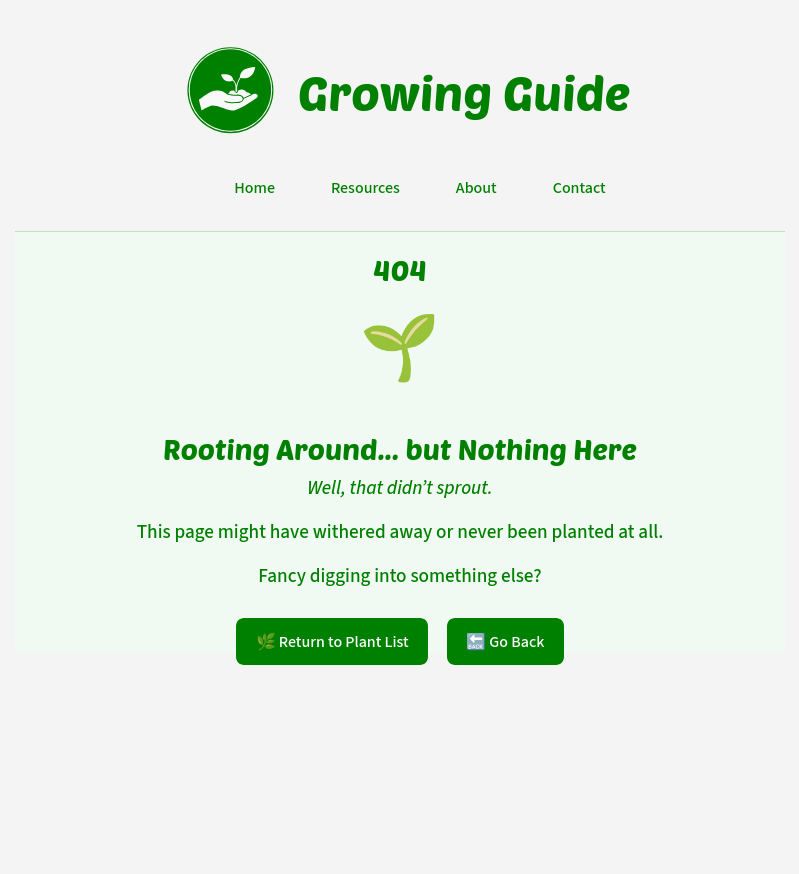 Growing Guide
Home Resources About Contact
404
Rooting Around... but Nothing Here
Well, that didn’t sprout.
This page might have withered away or never been planted at all.
Fancy digging into something else?
🌿 Return to Plant List 🔙 Go Back